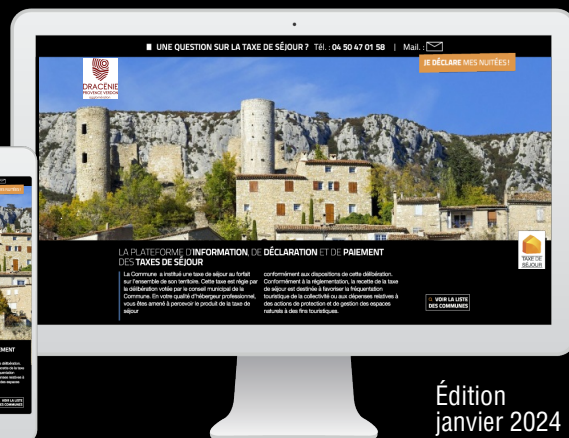 UNE QUESTION SUR LA TAXE DE SÉJOUR ? Tél. : 04 50 47 01 58 | Mail. :
JE DÉCLARE MES NUITÉES !
DRACÉNIE
PROVENCE VERDON
LA PLATEFORME D'INFORMATION, DE DÉCLARATION ET DE PAIEMENT
DES TAXES DE SÉJOUR
La Commune a institué une taxe de séjour au forfait
sur l'ensemble de son territoire. Cette taxe est régie par
la délibération votée par le conseil municipal de la
Commune. En votre qualité d'hébergeur professionnel,
vous êtes amené à percevoir le produit de la taxe de
séjour
conformément aux dispositions de cette délibération.
Conformément à la réglementation, la recette de la taxe
de séjour est destinée à favoriser la fréquentation
touristique de la collectivité ou aux dépenses relatives à
des actions de protection et de gestion des espaces
naturels à des fins touristiques.
TAXE DE
SÉJOUR
VOIR LA LISTE
DES COMMUNES
VOIR LA LISTE
DES COMMUNES
Édition
janvier 2024